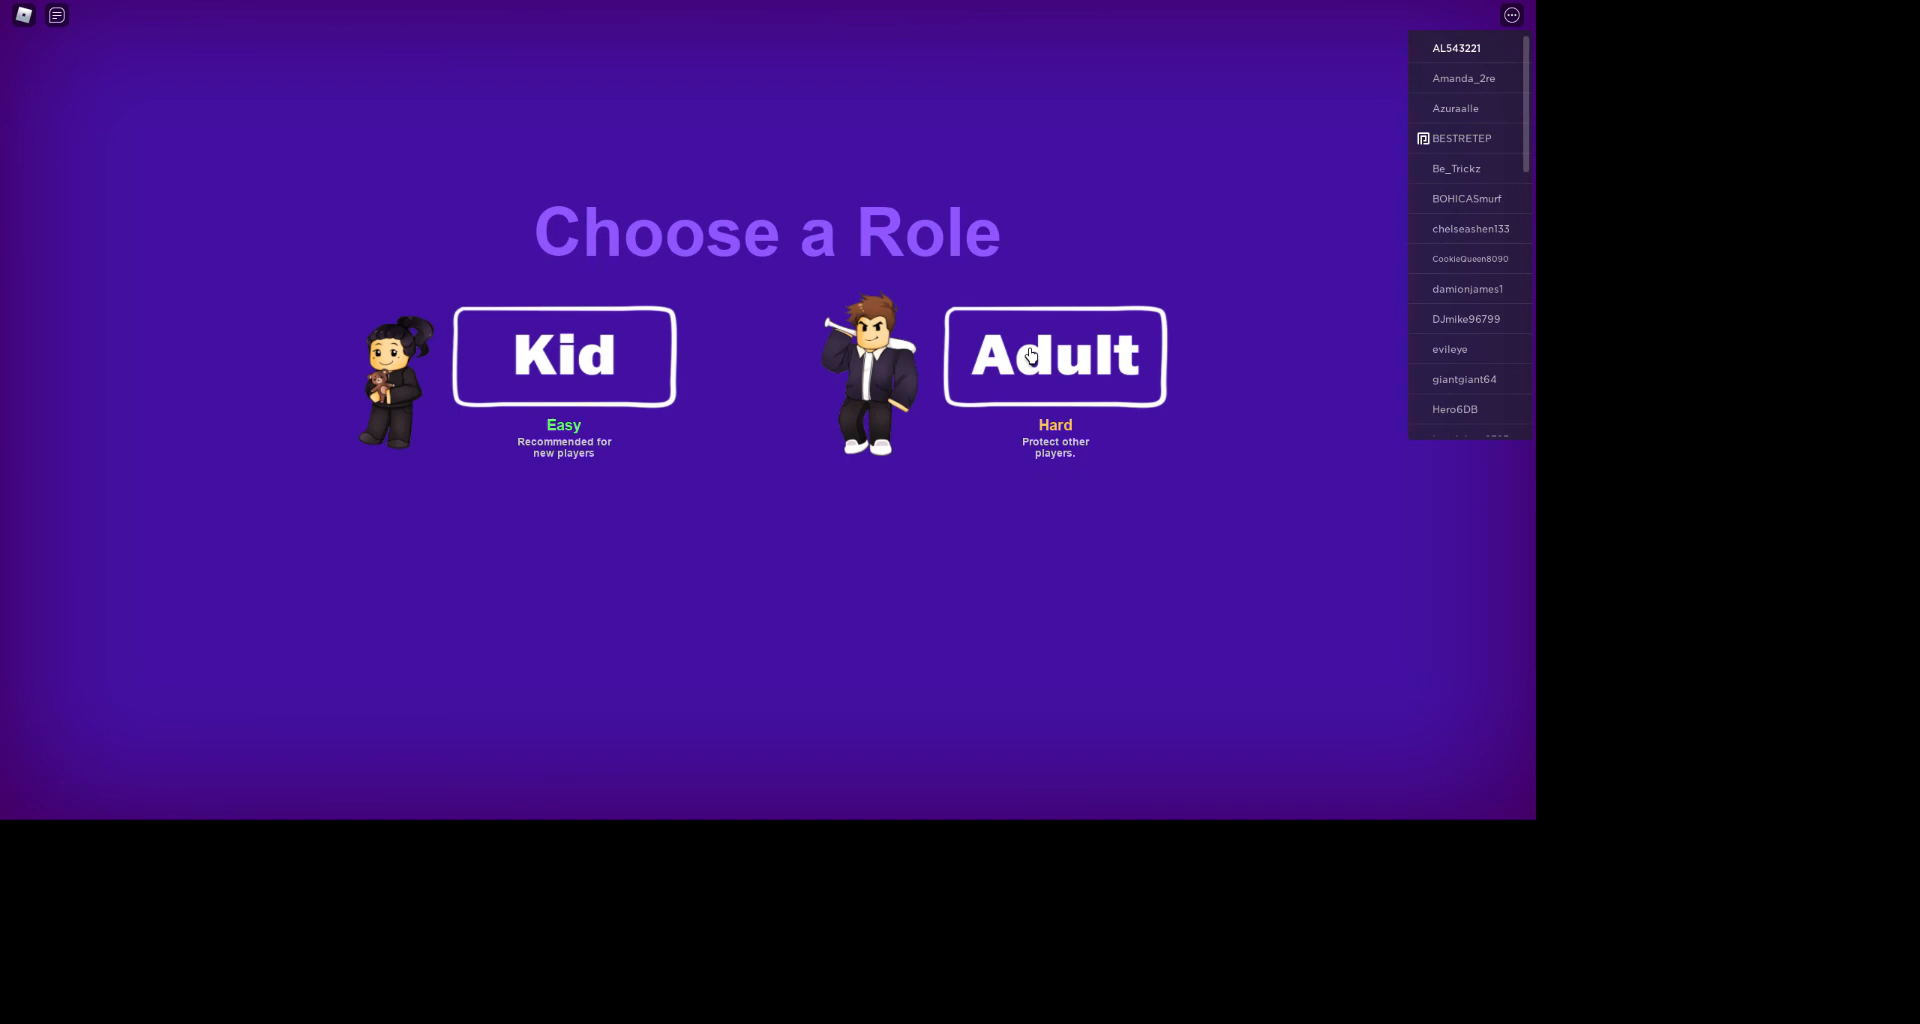 Choose a Role
Kid
Easy
Recommended for
new players
Adult
Hard
Protect other
players.
AL543221
Amanda_2re
Azuraalle
BESTRETEP
Be_Trickz
BOHICASmurf
chelseashen133
CookieQueen8090
damionjames1
DJmike96799
evileye
giantgiant64
Hero6DB